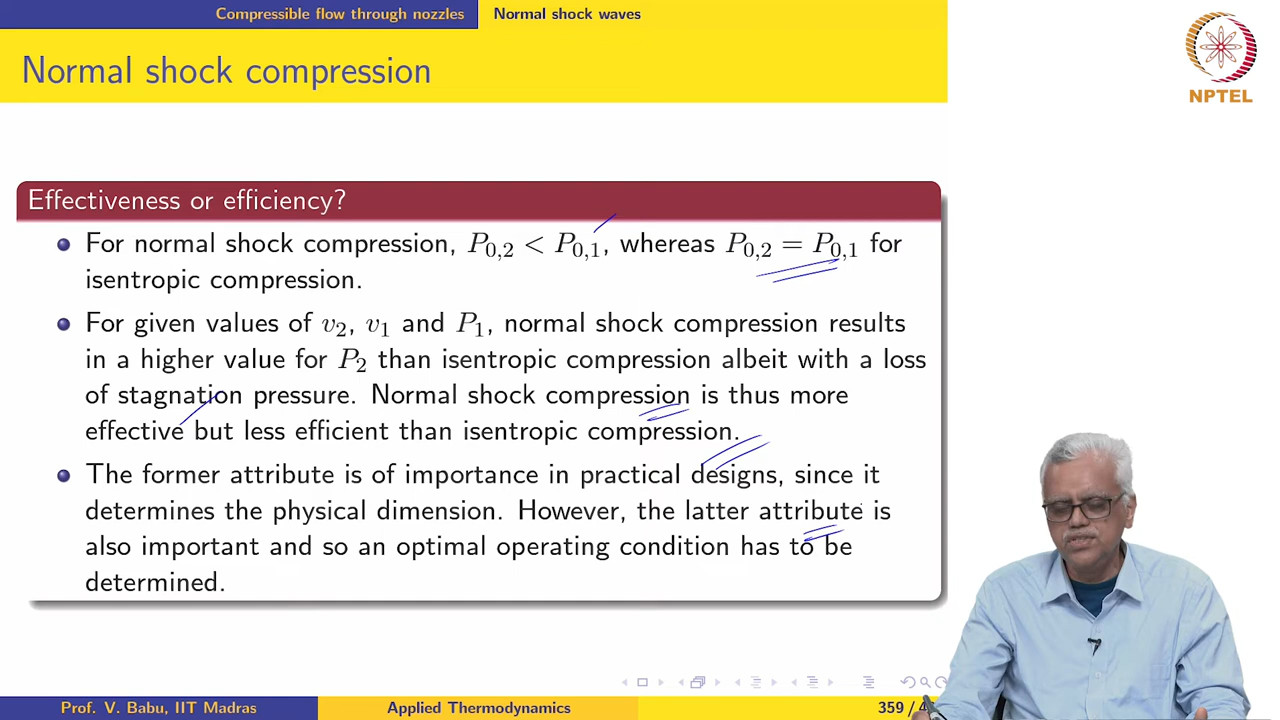 Compressible flow through nozzles Normal shock waves
Normal shock compression
NPTEL
Effectiveness or efficiency?
For normal shock compression, P₀,₂ < P₀,₁, whereas P₀,₂ = P₀,₁ for
isentropic compression.
For given values of v₂, v₁ and P₁, normal shock compression results
in a higher value for P₂ than isentropic compression albeit with a loss
of stagnation pressure. Normal shock compression is thus more
effective but less efficient than isentropic compression.
The former attribute is of importance in practical designs, since it
determines the physical dimension. However, the latter attribute is
also important and so an optimal operating condition has to be
determined.
Prof. V. Babu, IIT Madras Applied Thermodynamics 359 /